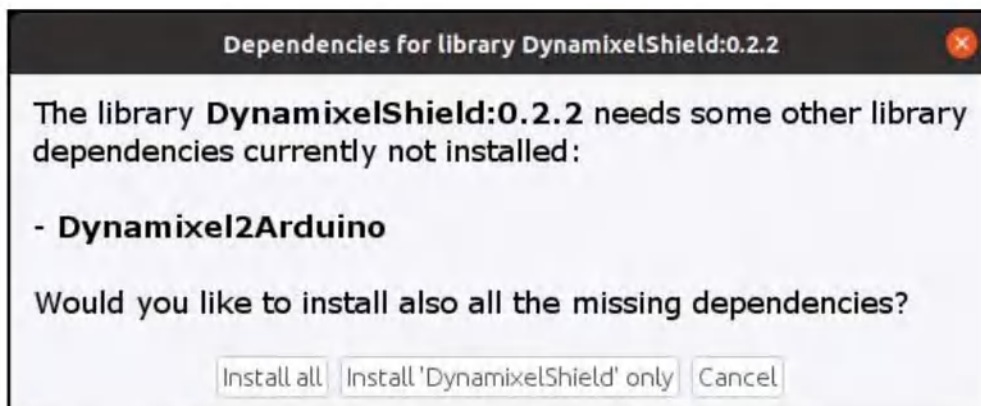 Dependencies for library DynamixelShield:0.2.2
The library DynamixelShield:0.2.2 needs some other library
dependencies currently not installed:
- Dynamixel2Arduino
Would you like to install also all the missing dependencies?
Install all Install 'DynamixelShield' only Cancel